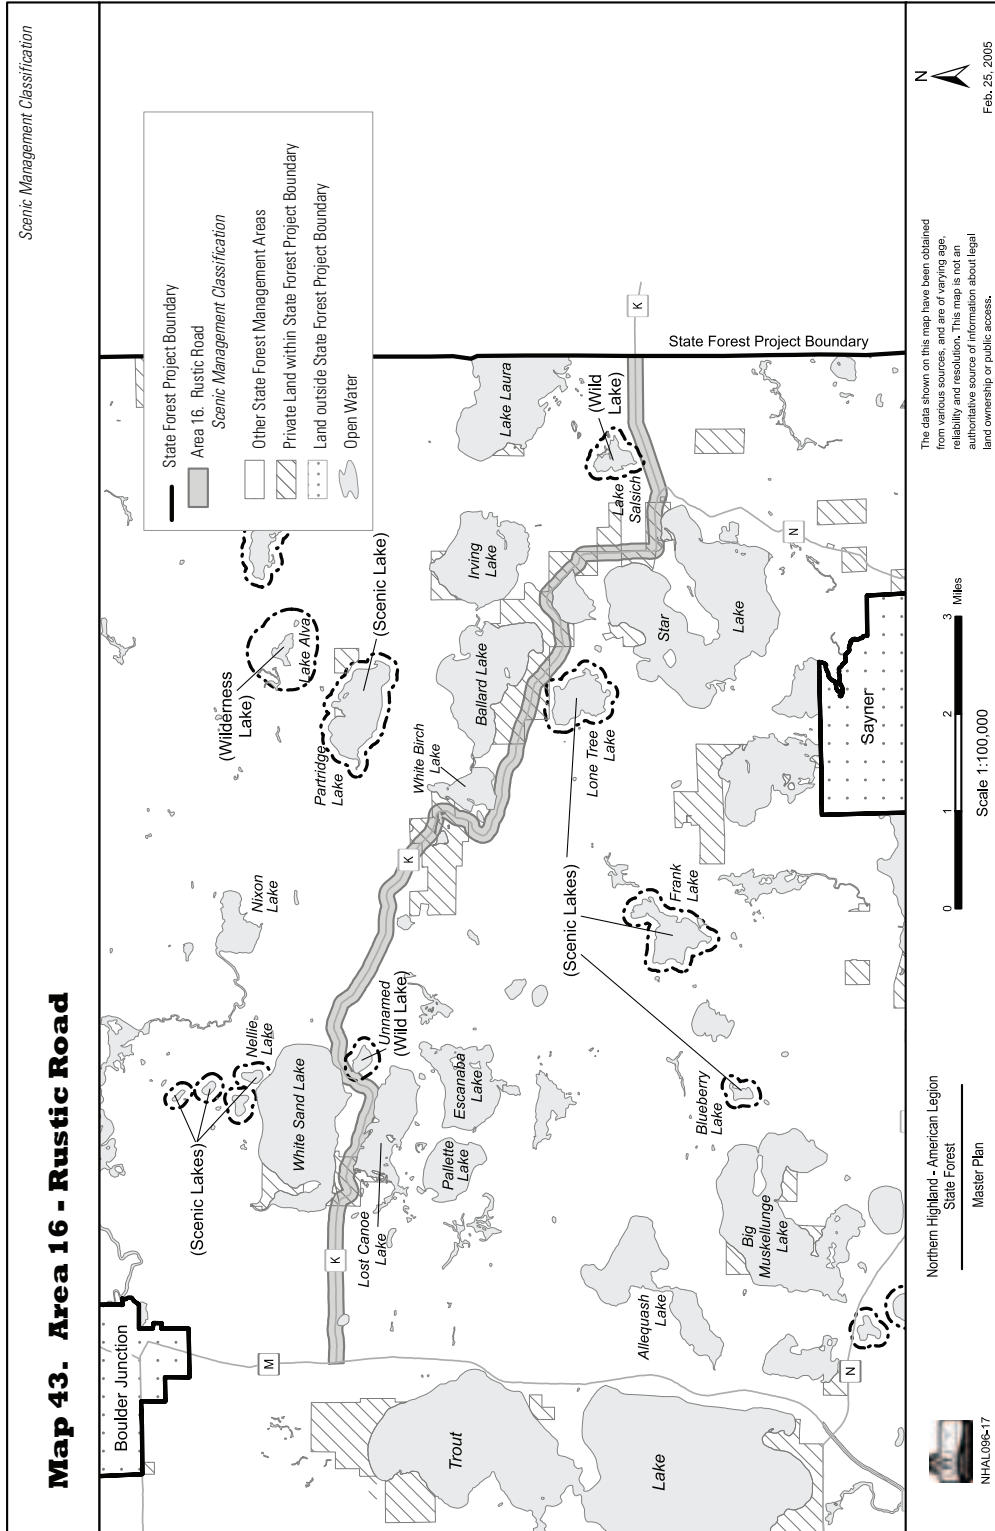 Scenic Management Classification
Map 43. Area 16 - Rustic Road
State Forest Project Boundary
Area 16. Rustic Road
Scenic Management Classification
Other State Forest Management Areas
Private Land within State Forest Project Boundary
Land outside State Forest Project Boundary
Open Water
Boulder Junction
M
(Scenic Lakes)
Nellie
Lake
Nixon
Lake
(Wilderness
Lake)
Lake Alva
Partridge
Lake
(Scenic Lake)
White Sand Lake
K
Lost Canoe
Lake
Unnamed
(Wild Lake)
K
White Birch
Lake
Ballard Lake
Irving
Lake
Lake Laura
Pallette
Lake
Escanaba
Lake
Trout
Lake
Allequash
Lake
Big
Muskellunge
Lake
Blueberry
Lake
(Scenic Lakes)
Frank
Lake
Lone Tree
Lake
Star
Lake
Lake
Salsich
(Wild
Lake)
K
State Forest Project Boundary
N
N
Sayner
NHAL096-17
Northern Highland - American Legion
State Forest
Master Plan
0 1 2 3 Miles
Scale 1:100,000
The data shown on this map have been obtained
from various sources, and are of varying age,
reliability and resolution. This map is not an
authoritative source of information about legal
land ownership or public access.
N
Feb. 25, 2005